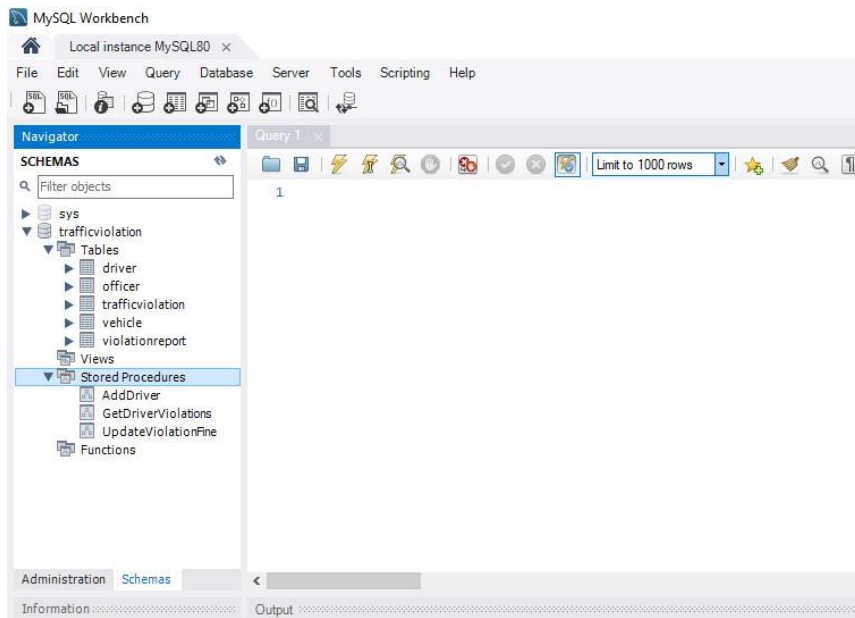 MySQL Workbench
Local instance MySQL80
File Edit View Query Database Server Tools Scripting Help
Navigator
SCHEMAS
Filter objects
sys
trafficviolation
Tables
driver
officer
trafficviolation
vehicle
violationreport
Views
Stored Procedures
AddDriver
GetDriverViolations
UpdateViolationFine
Functions
Administration Schemas
Information
Query 1
Limit to 1000 rows
1
Output